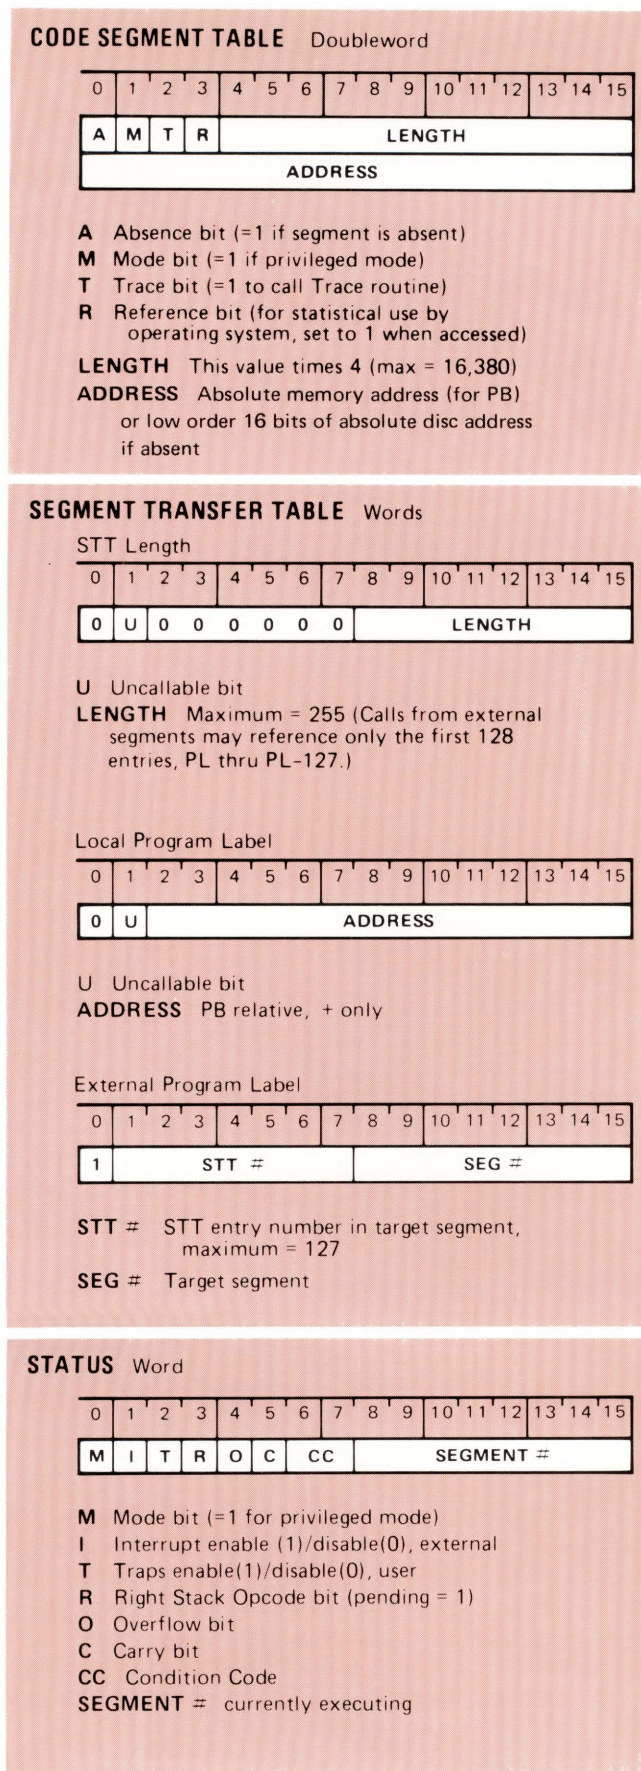 CODE SEGMENT TABLE Doubleword
0 1 2 3 4 5 6 7 8 9 10 11 12 13 14 15
A M T R LENGTH
ADDRESS
A Absence bit (=1 if segment is absent)
M Mode bit (=1 if privileged mode)
T Trace bit (=1 to call Trace routine)
R Reference bit (for statistical use by
operating system, set to 1 when accessed)
LENGTH This value times 4 (max = 16,380)
ADDRESS Absolute memory address (for PB)
or low order 16 bits of absolute disc address
if absent
SEGMENT TRANSFER TABLE Words
STT Length
0 1 2 3 4 5 6 7 8 9 10 11 12 13 14 15
0 U 0 0 0 0 0 0 LENGTH
U Uncallable bit
LENGTH Maximum = 255 (Calls from external
segments may reference only the first 128
entries, PL thru PL-127.)
Local Program Label
0 1 2 3 4 5 6 7 8 9 10 11 12 13 14 15
0 U ADDRESS
U Uncallable bit
ADDRESS PB relative, + only
External Program Label
0 1 2 3 4 5 6 7 8 9 10 11 12 13 14 15
1 STT # SEG #
STT # STT entry number in target segment,
maximum = 127
SEG # Target segment
STATUS Word
0 1 2 3 4 5 6 7 8 9 10 11 12 13 14 15
M I T R O C CC SEGMENT #
M Mode bit (=1 for privileged mode)
I Interrupt enable (1)/disable(0), external
T Traps enable(1)/disable(0), user
R Right Stack Opcode bit (pending = 1)
O Overflow bit
C Carry bit
CC Condition Code
SEGMENT # currently executing